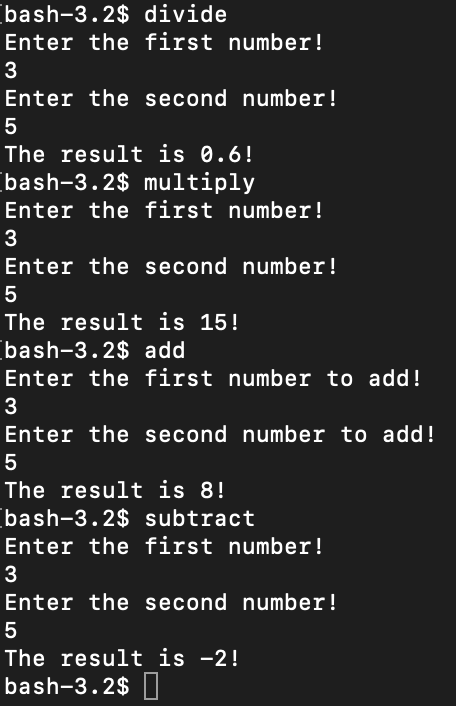 [bash-3.2$ divide
Enter the first number!
3
Enter the second number!
5
The result is 0.6!
[bash-3.2$ multiply
Enter the first number!
3
Enter the second number!
5
The result is 15!
[bash-3.2$ add
Enter the first number to add!
3
Enter the second number to add!
5
The result is 8!
[bash-3.2$ subtract
Enter the first number!
3
Enter the second number!
5
The result is -2!
bash-3.2$